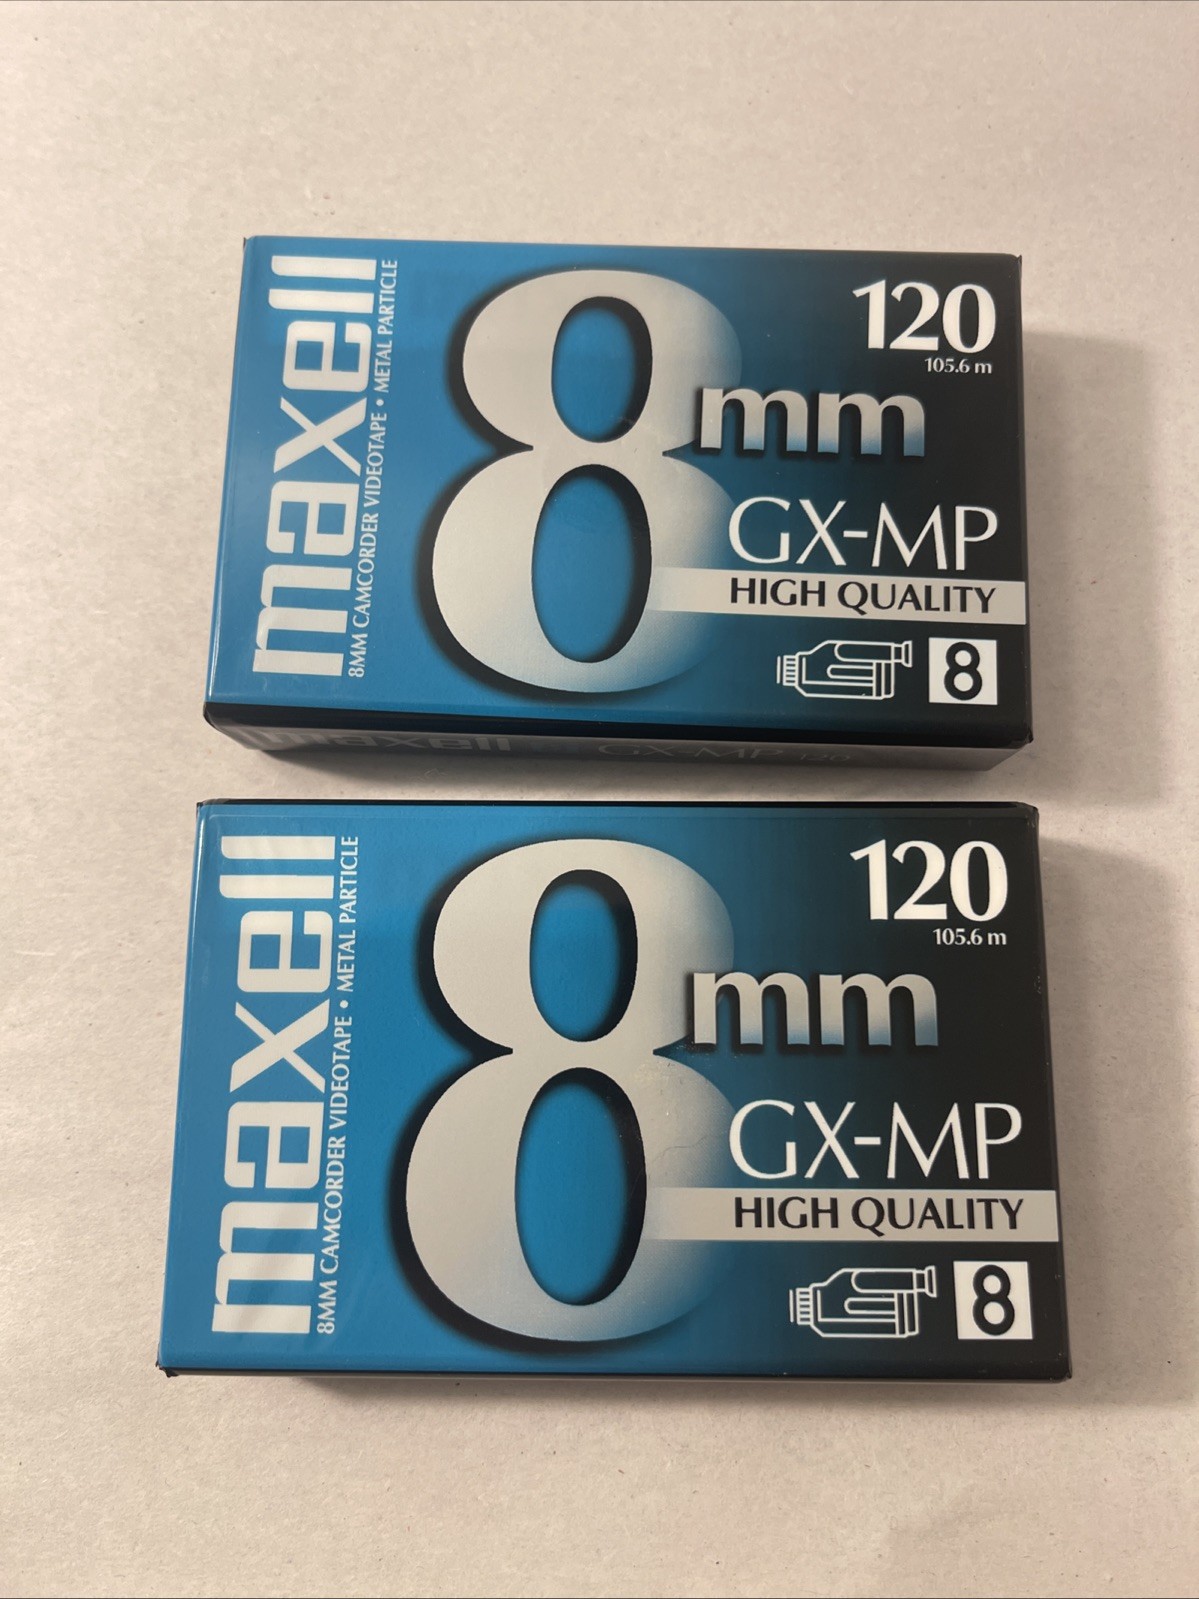 maxell
8MM CAMCORDER VIDEOTAPE • METAL PARTICLE
8mm
120
105.6 m
GX-MP
HIGH QUALITY
8
maxell GX-MP 120
maxell
8MM CAMCORDER VIDEOTAPE • METAL PARTICLE
8mm
120
105.6 m
GX-MP
HIGH QUALITY
8